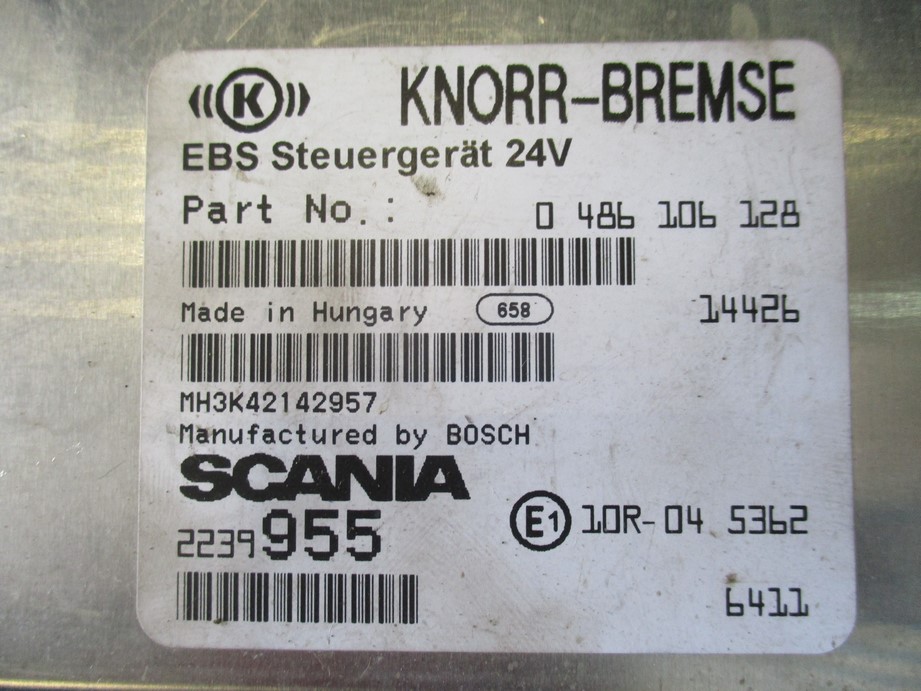 K KNORR-BREMSE
EBS Steuergerät 24V
Part No.: 0 486 106 128
Made in Hungary 658 14426
MH3K42142957
Manufactured by BOSCH
SCANIA
2239955 E1 10R-04 5362
6411